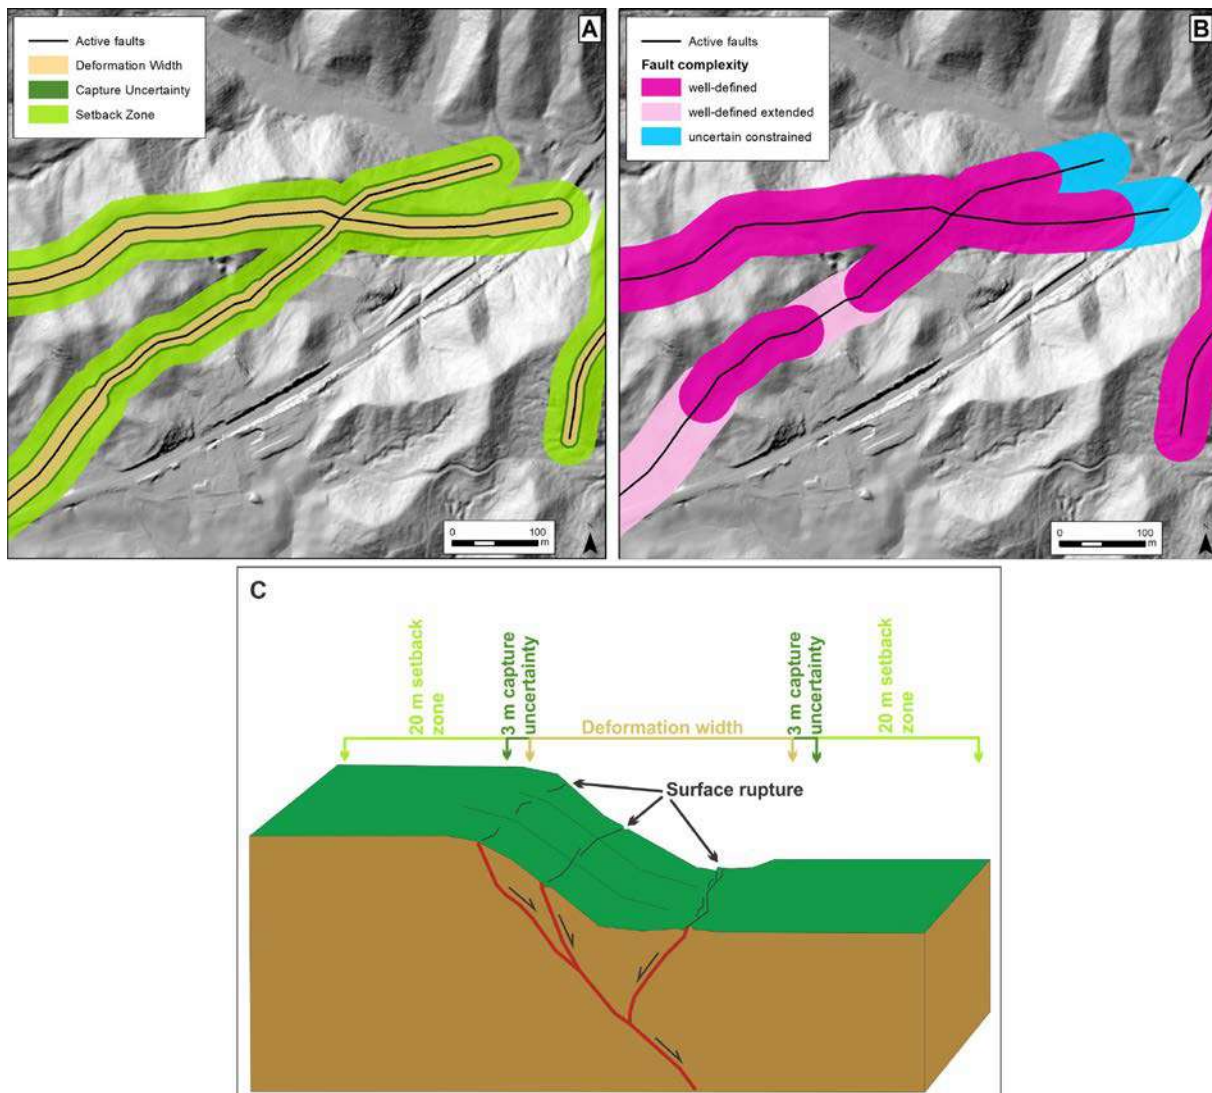 A
Active faults
Deformation Width
Capture Uncertainty
Setback Zone
0 100
m
B
Active faults
Fault complexity
well-defined
well-defined extended
uncertain constrained
0 100
m
C
20 m setback
zone
3 m capture
uncertainty
Deformation width
3 m capture
uncertainty
20 m setback
zone
Surface rupture